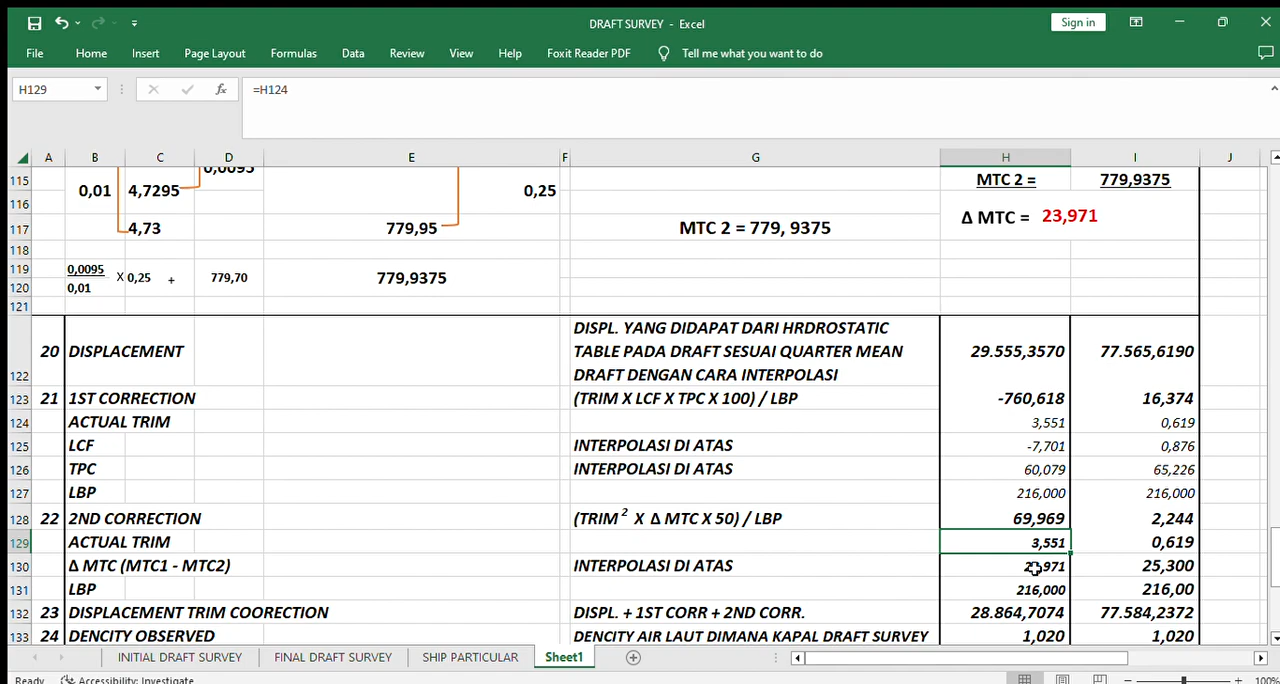 DRAFT SURVEY - Excel
Sign in
File Home Insert Page Layout Formulas Data Review View Help Foxit Reader PDF Tell me what you want to do
H129 fx =H124
A B C D E F G H I J
0,0095
115 MTC 2 = 779,9375
0,01 4,7295 0,25
116 Δ MTC = 23,971
117 4,73 779,95 MTC 2 = 779, 9375
118
119 0,0095 X 0,25 + 779,70 779,9375
120 0,01
121
DISPL. YANG DIDAPAT DARI HRDROSTATIC
20 DISPLACEMENT TABLE PADA DRAFT SESUAI QUARTER MEAN 29.555,3570 77.565,6190
122 DRAFT DENGAN CARA INTERPOLASI
123 21 1ST CORRECTION (TRIM X LCF X TPC X 100) / LBP -760,618 16,374
124 ACTUAL TRIM 3,551 0,619
125 LCF INTERPOLASI DI ATAS -7,701 0,876
126 TPC INTERPOLASI DI ATAS 60,079 65,226
127 LBP 216,000 216,000
128 22 2ND CORRECTION (TRIM 2 X Δ MTC X 50) / LBP 69,969 2,244
129 ACTUAL TRIM 3,551 0,619
130 Δ MTC (MTC1 - MTC2) INTERPOLASI DI ATAS 25,300
131 LBP 216,000 216,00
132 23 DISPLACEMENT TRIM COORECTION DISPL. + 1ST CORR + 2ND CORR. 28.864,7074 77.584,2372
133 24 DENCITY OBSERVED DENCITY AIR LAUT DIMANA KAPAL DRAFT SURVEY 1,020 1,020
INITIAL DRAFT SURVEY FINAL DRAFT SURVEY SHIP PARTICULAR Sheet1
Ready Accessibility: Investigate 100%